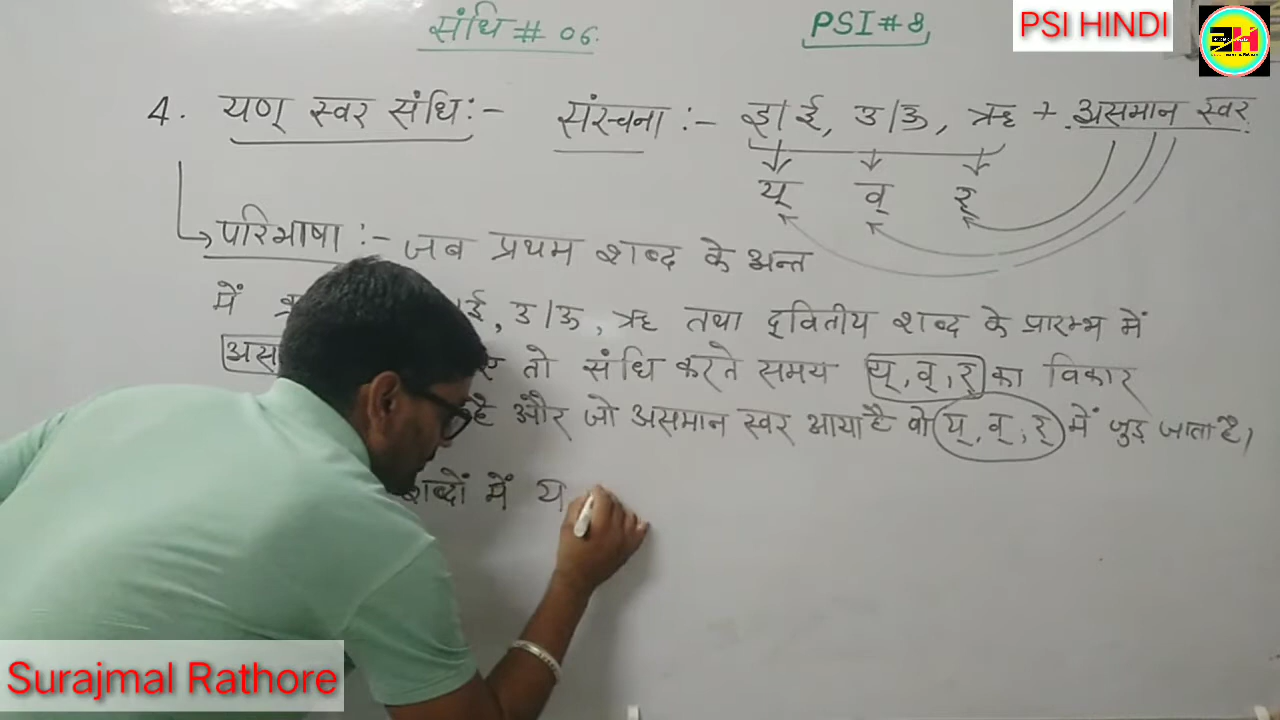 संधि # 06.
PSI # 8
PSI HINDI
4. यण् स्वर संधि :- संरचना :- इ/ई, उ/ऊ, ऋ + असमान स्वर
य् व् र्
परिभाषा :- जब प्रथम शब्द के अन्त
में ई, उ/ऊ, ऋ तथा द्वितीय शब्द के प्रारम्भ में
तो संधि करते समय य्, व्, र् का विकार
है और जो असमान स्वर आया है वो य्, व्, र् में जुड़ जाता है।
शब्दों में य
Surajmal Rathore